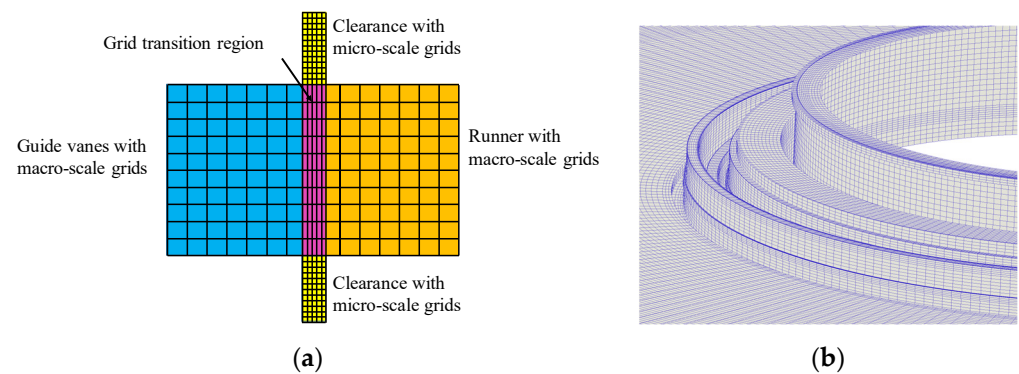 Clearance with
micro-scale grids
Grid transition region
Guide vanes with
macro-scale grids
Runner with
macro-scale grids
Clearance with
micro-scale grids
(a)
(b)